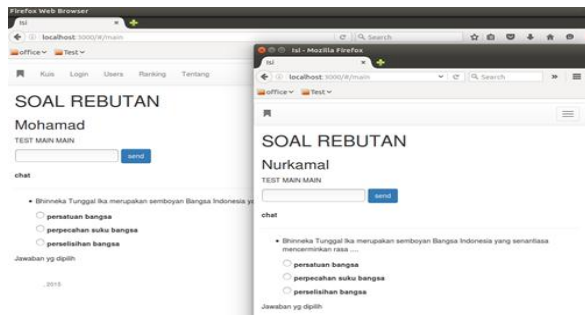 Firefox Web Browser
Isi
localhost:3000/#/main
Search
office
Test
Kuis Login Users Ranking Tentang
SOAL REBUTAN
Mohamad
TEST MAIN MAIN
send
chat
Bhinneka Tunggal Ika merupakan semboyan Bangsa Indonesia
persatuan bangsa
perpecahan suku bangsa
perselisihan bangsa
Jawaban yg dipilih
, 2015
Isi - Mozilla Firefox
Isi
localhost:3000/#/main
Search
office
Test
SOAL REBUTAN
Nurkamal
TEST MAIN MAIN
send
chat
Bhinneka Tunggal Ika merupakan semboyan Bangsa Indonesia yang senantiasa
mencerminkan rasa ....
persatuan bangsa
perpecahan suku bangsa
perselisihan bangsa
Jawaban yg dipilih